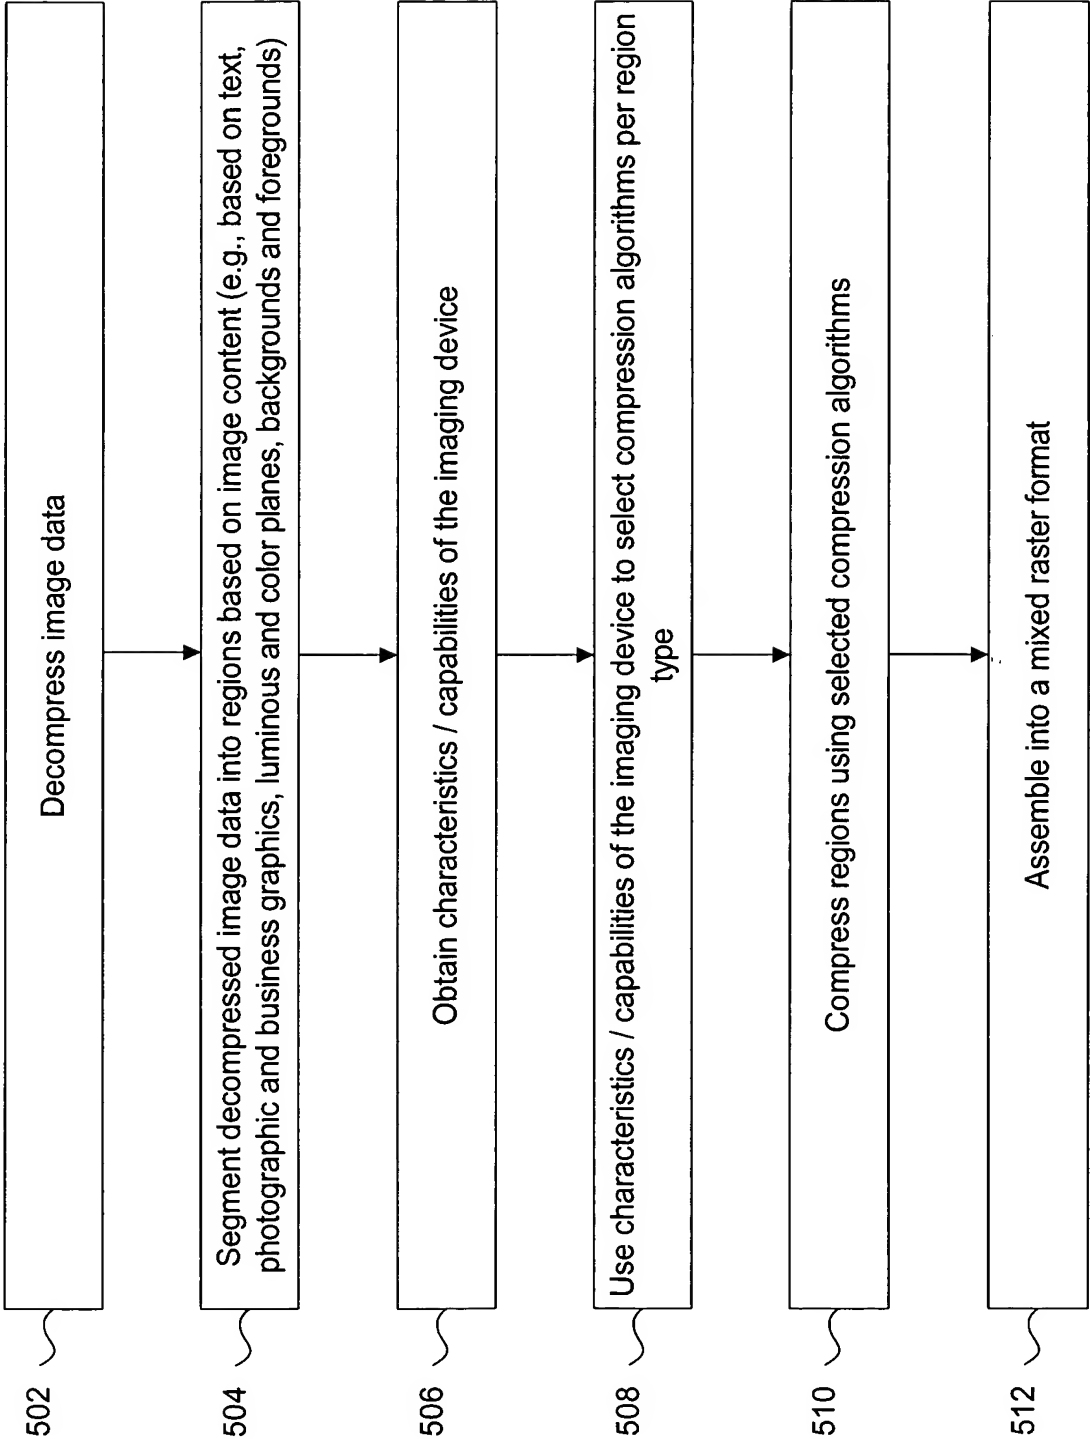 502
Decompress image data
504
Segment decompressed image data into regions based on image content (e.g., based on text,
photographic and business graphics, luminous and color planes, backgrounds and foregrounds)
506
Obtain characteristics / capabilities of the imaging device
508
Use characteristics / capabilities of the imaging device to select compression algorithms per region
type
510
Compress regions using selected compression algorithms
512
Assemble into a mixed raster format